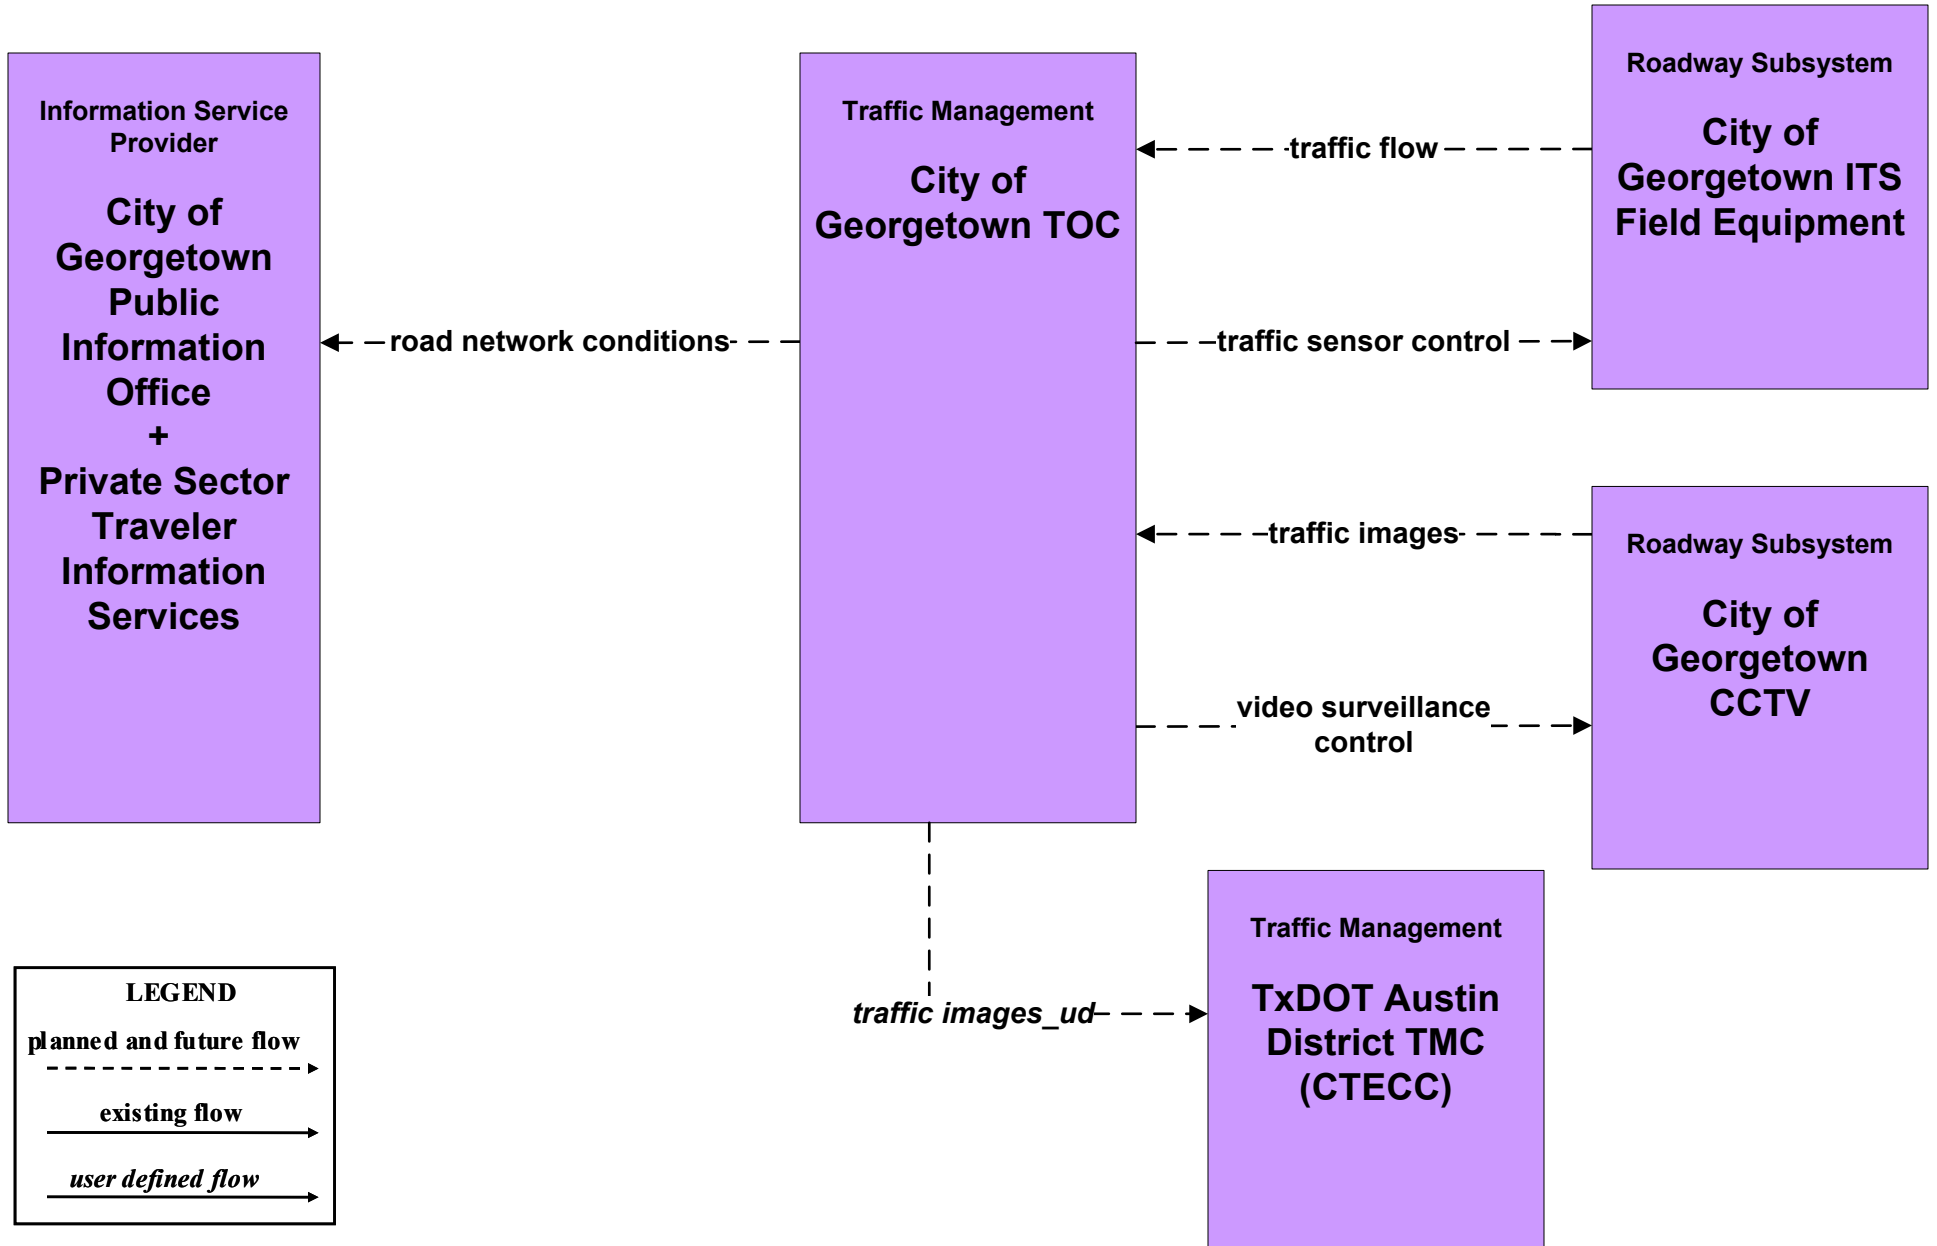 Information Service
Provider
City of
Georgetown
Public
Information
Office
+
Private Sector
Traveler
Information
Services
road network conditions
Traffic Management
City of
Georgetown TOC
traffic flow
traffic sensor control
traffic images
video surveillance
control
Roadway Subsystem
City of
Georgetown ITS
Field Equipment
Roadway Subsystem
City of
Georgetown
CCTV
traffic images_ud
Traffic Management
TxDOT Austin
District TMC
(CTECC)
LEGEND
planned and future flow
existing flow
user defined flow